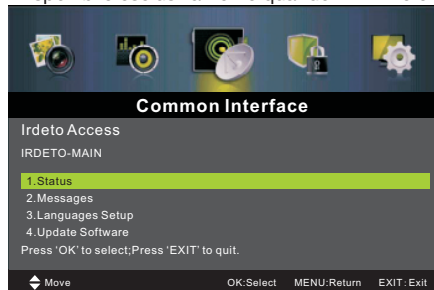 Common Interface
Irdeto Access
IRDETO-MAIN
1.Status
2.Messages
3.Languages Setup
4.Update Software
Press 'OK' to select;Press 'EXIT' to quit.
Move OK:Select MENU:Return EXIT:Exit